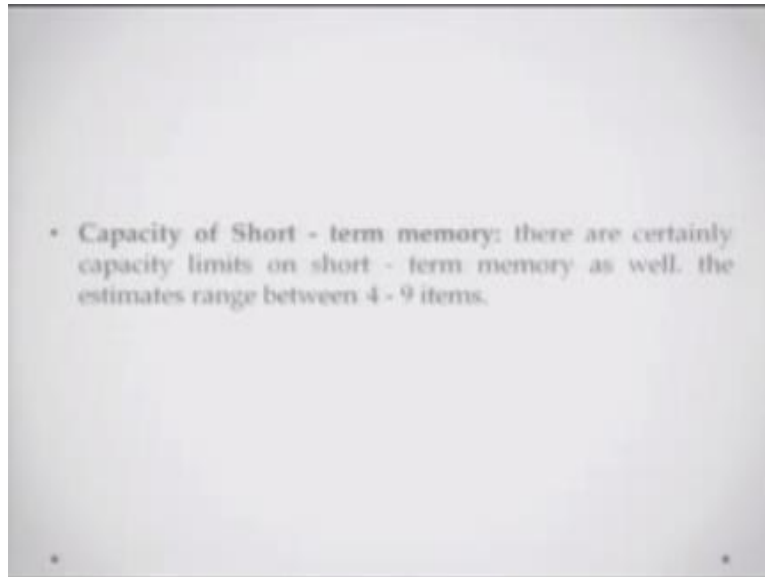 • Capacity of Short - term memory: there are certainly
capacity limits on short - term memory as well. the
estimates range between 4 - 9 items.